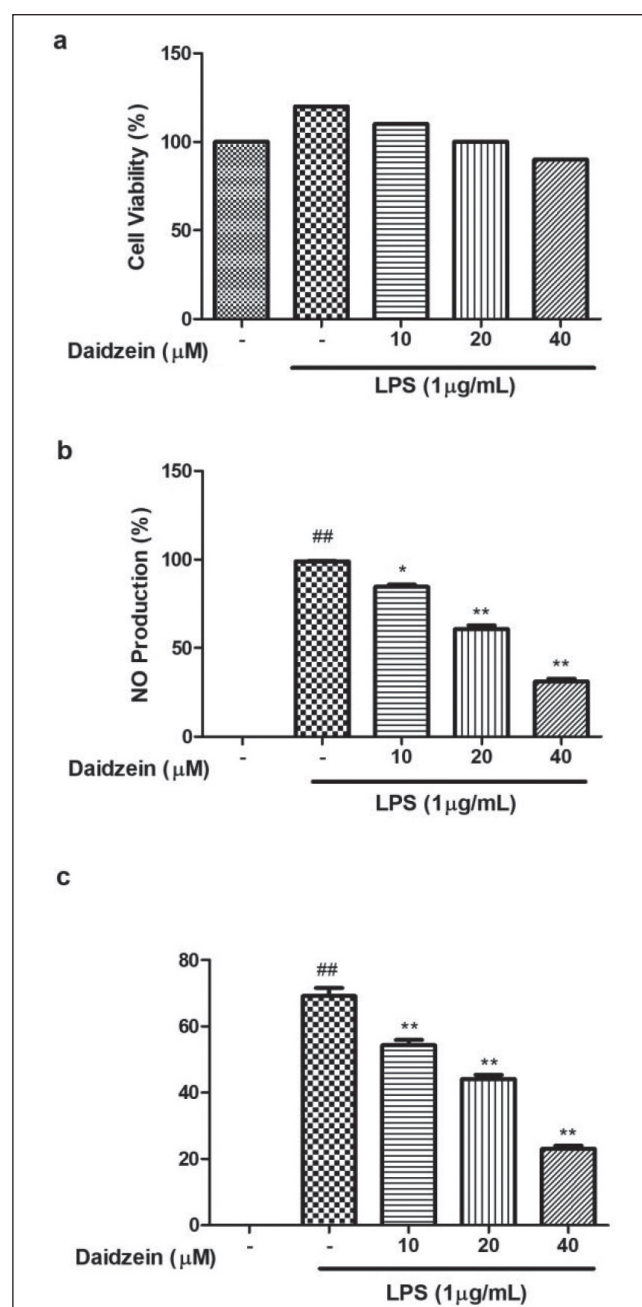 a
150
100
50
0
Cell Viability (%)
Daidzein (μM) - - 10 20 40
LPS (1μg/mL)
b
150
100
50
0
NO Production (%)
##
*
**
**
Daidzein (μM) - - 10 20 40
LPS (1μg/mL)
c
80
60
40
20
0
##
**
**
**
Daidzein (μM) - - 10 20 40
LPS (1μg/mL)